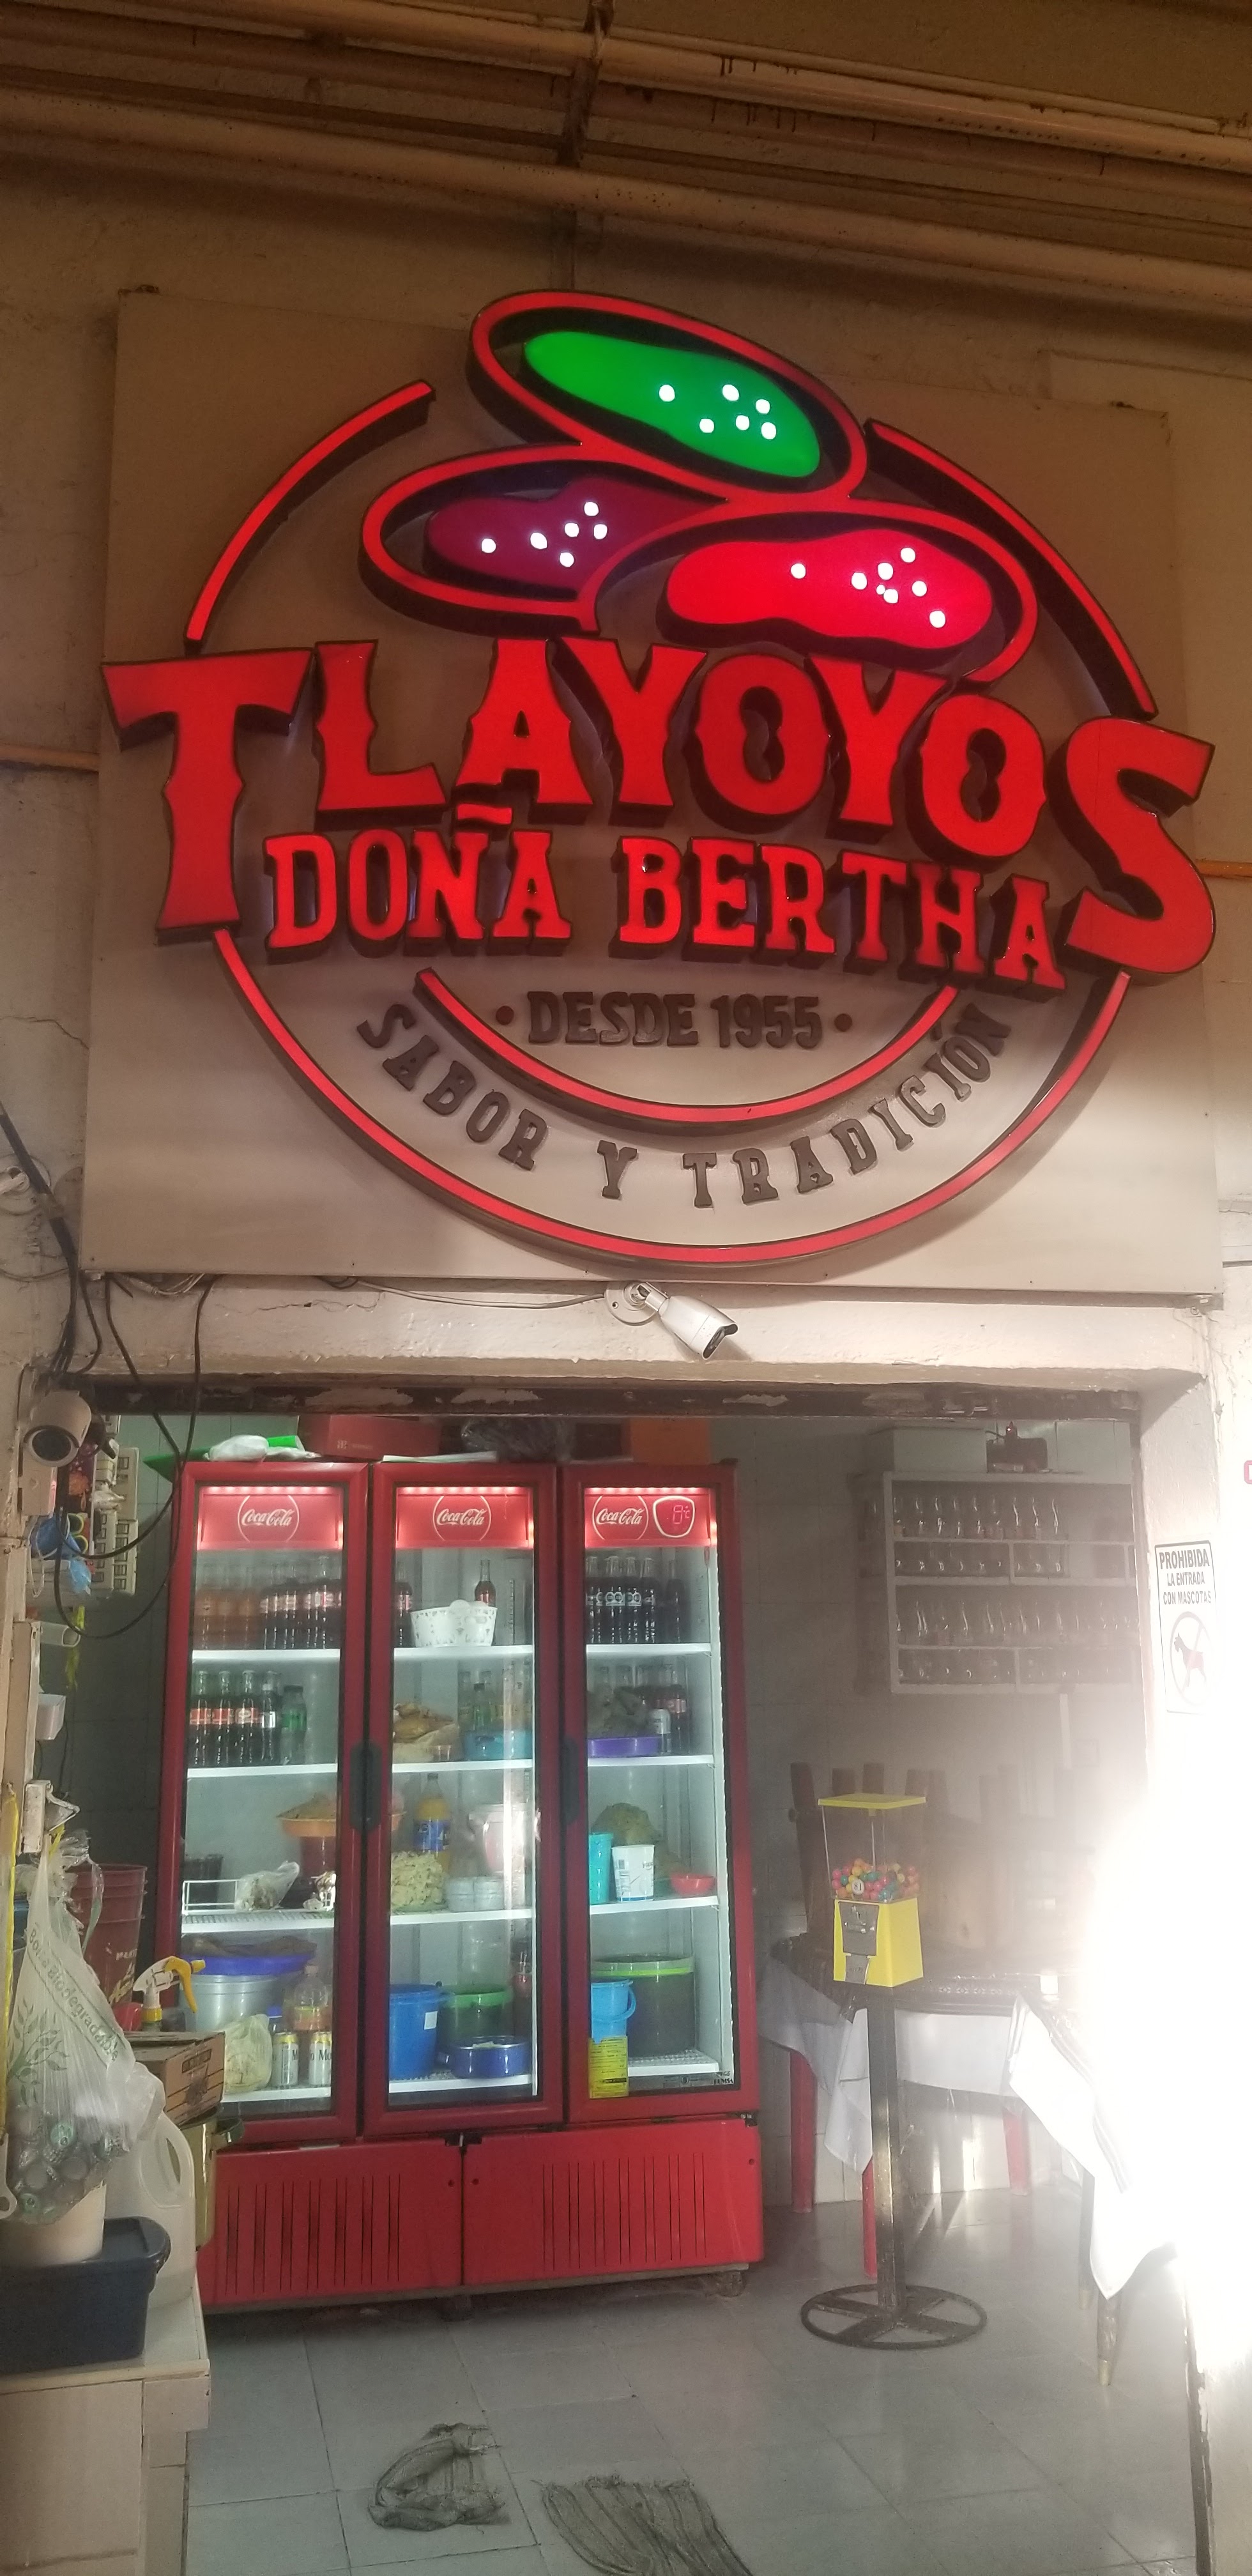 TLAYOYOS
DOÑA BERTHA
• DESDE 1955 •
SABOR Y TRADICIÓN
Coca-Cola
Coca-Cola
Coca-Cola
PROHIBIDA
LA ENTRADA
CON MASCOTAS